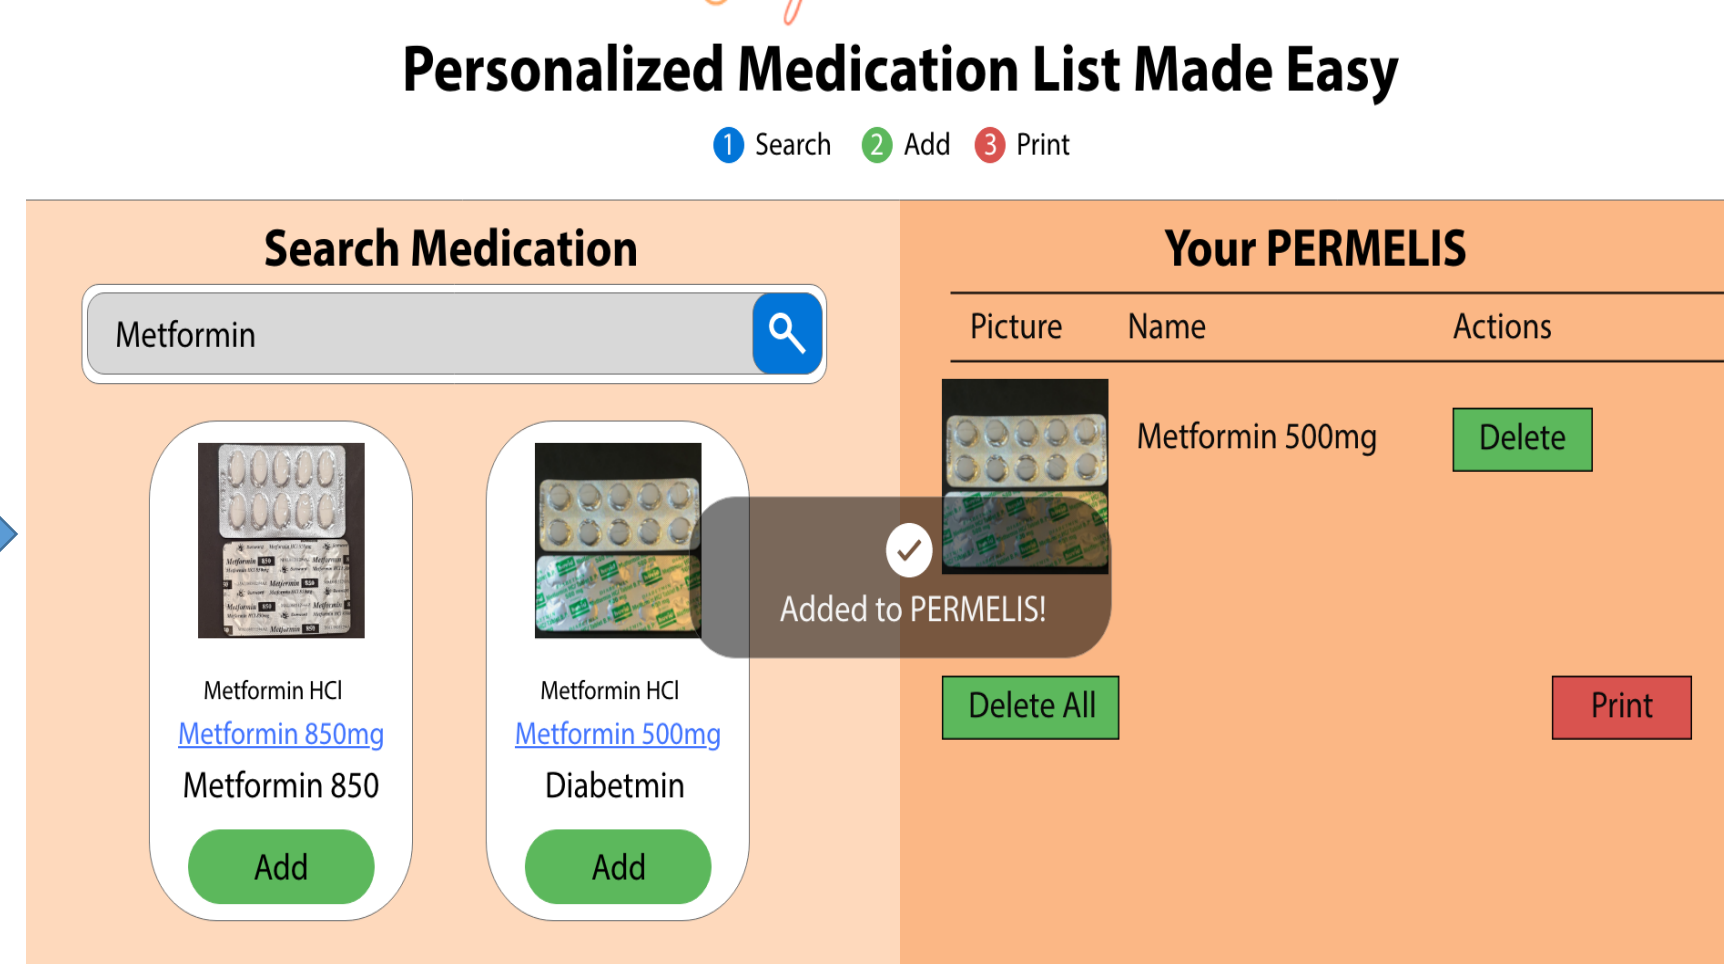 Personalized Medication List Made Easy
1 Search 2 Add 3 Print
Search Medication
Metformin
Metformin HCl
Metformin 850mg
Metformin 850
Add
Metformin HCl
Metformin 500mg
Diabetmin
Add
Your PERMELIS
Picture Name Actions
Metformin 500mg Delete
Added to PERMELIS!
Delete All Print